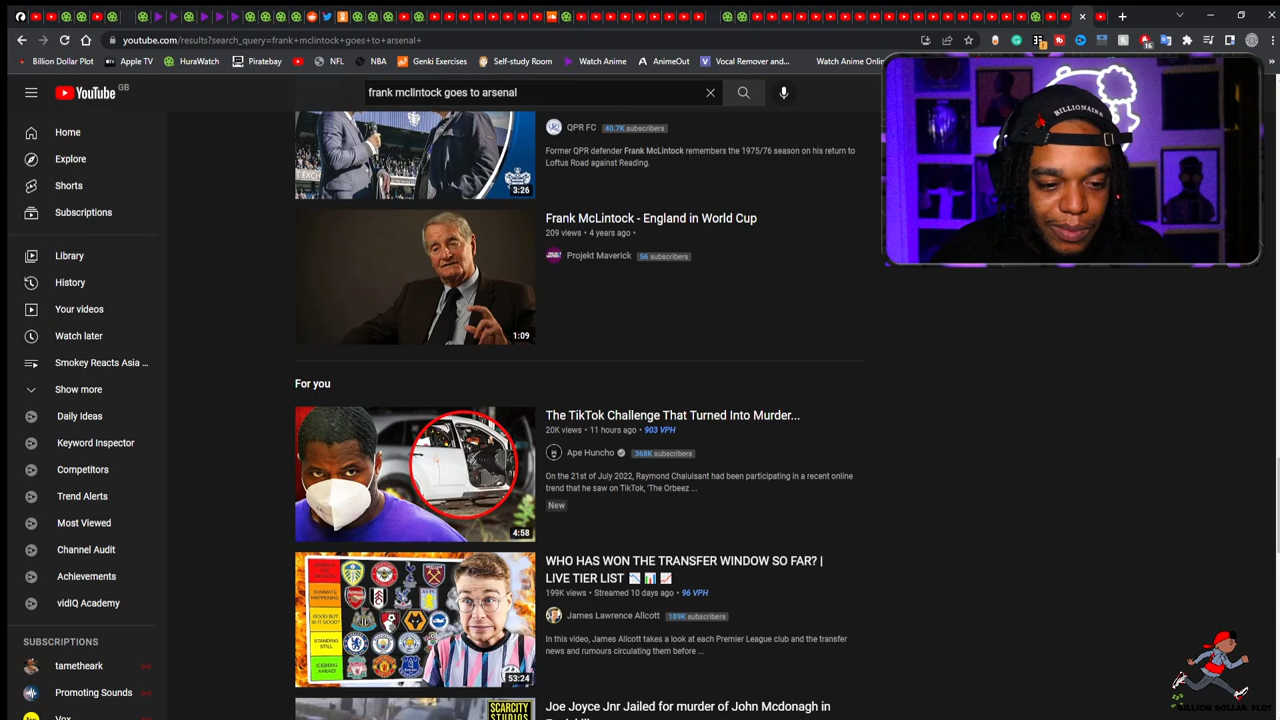 youtube.com/results?search_query=frank+mclintock+goes+to+arsenal+
16
Billion Dollar Plot
Apple TV
HuraWatch
Piratebay
NFL
NBA
Genki Exercises
Self-study Room
Watch Anime
AnimeOut
Vocal Remover and...
Watch Anime Onlin
YouTube GB
frank mclintock goes to arsenal
BILLIONAIRE
Home
Explore
Shorts
Subscriptions
Library
History
Your videos
Watch later
Smokey Reacts Asia ...
Show more
Daily Ideas
Keyword Inspector
Competitors
Trend Alerts
Most Viewed
Channel Audit
Achievements
vidIQ Academy
SUBSCRIPTIONS
tametheark
Promoting Sounds
Vox
3:26
QPR FC 40.7K subscribers
Former QPR defender Frank McLintock remembers the 1975/76 season on his return to
Loftus Road against Reading.
1:09
Frank McLintock - England in World Cup
209 views • 4 years ago •
Projekt Maverick 56 subscribers
For you
4:58
The TikTok Challenge That Turned Into Murder...
20K views • 11 hours ago • 903 VPH
Ape Huncho 368K subscribers
On the 21st of July 2022, Raymond Chaluisant had been participating in a recent online
trend that he saw on TikTok, 'The Orbeez ...
New
STANDING
STILL
53:24
WHO HAS WON THE TRANSFER WINDOW SO FAR? |
LIVE TIER LIST
199K views • Streamed 10 days ago • 96 VPH
James Lawrence Allcott 189K subscribers
In this video, James Allcott takes a look at each Premier League club and the transfer
news and rumours circulating them before ...
SCARCITY
STUDIOS
Joe Joyce Jnr Jailed for murder of John Mcdonagh in
BILLION DOLLAR PLOT